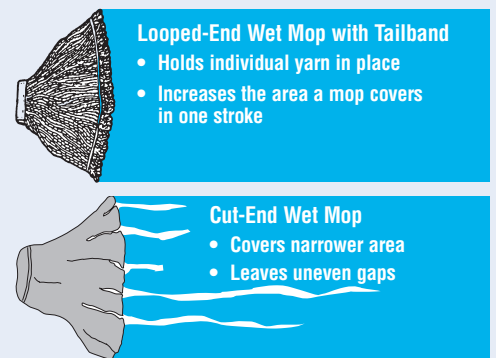 Looped-End Wet Mop with Tailband
• Holds individual yarn in place
• Increases the area a mop covers
in one stroke
Cut-End Wet Mop
• Covers narrower area
• Leaves uneven gaps